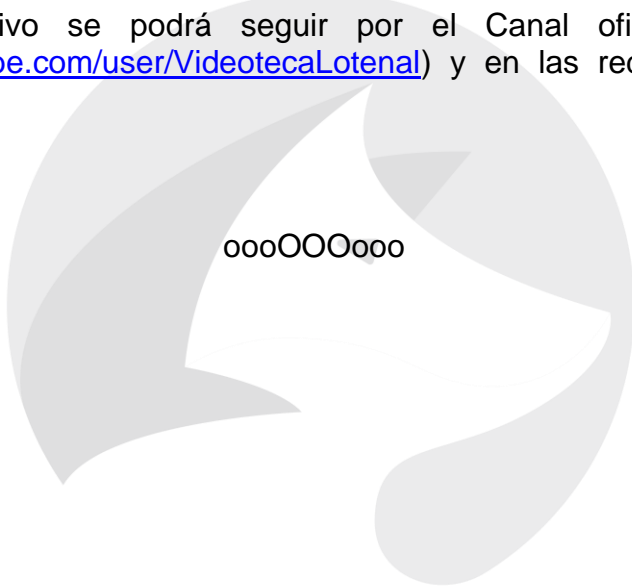 ivo se podrá seguir por el Canal ofi
be.com/user/VideotecaLotenal) y en las red
oooOOOooo